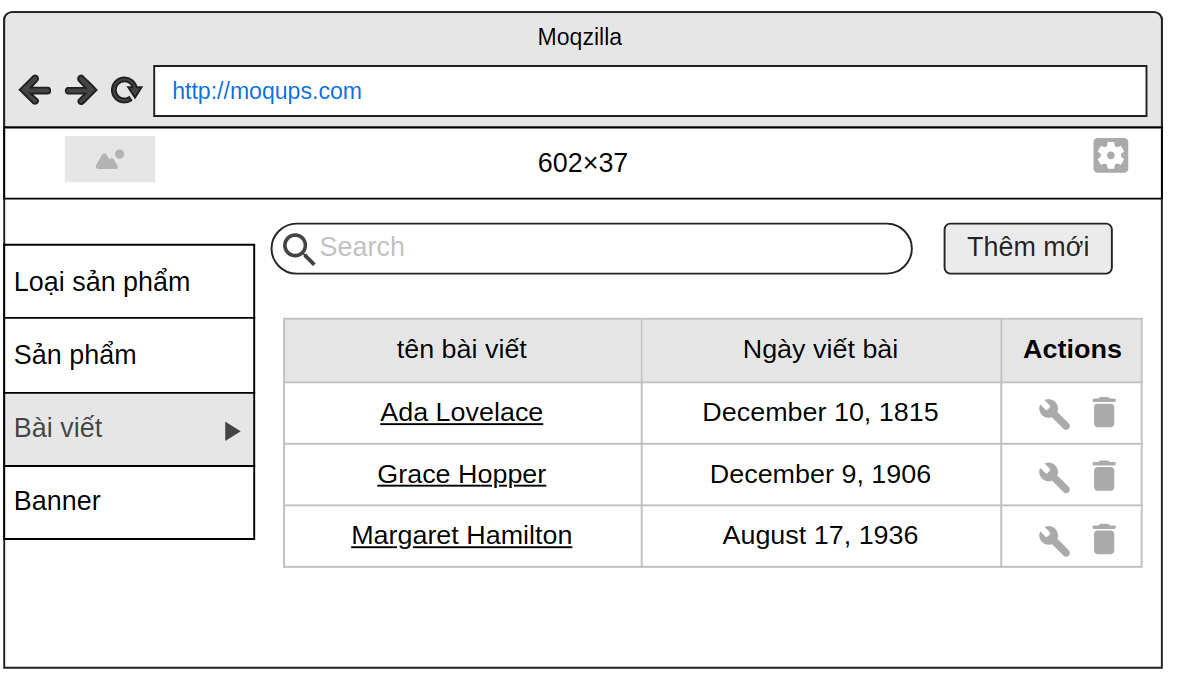 Moqzilla
http://moqups.com
602×37
Search
Thêm mới
Loại sản phẩm
Sản phẩm
Bài viết
Banner
tên bài viết Ngày viết bài Actions
Ada Lovelace December 10, 1815
Grace Hopper December 9, 1906
Margaret Hamilton August 17, 1936